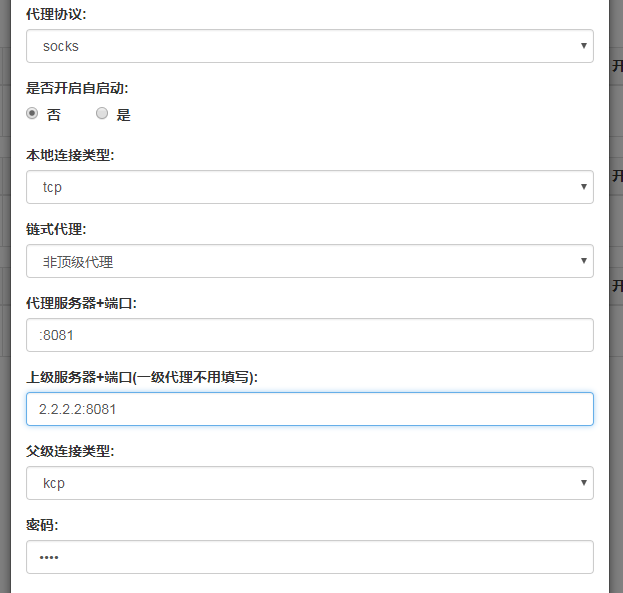 代理协议:
socks
开
是否开启自启动:
否 是
本地连接类型:
开
tcp
链式代理:
非顶级代理
开
代理服务器+端口:
:8081
上级服务器+端口(一级代理不用填写):
2.2.2.2:8081
父级连接类型:
kcp
密码:
••••